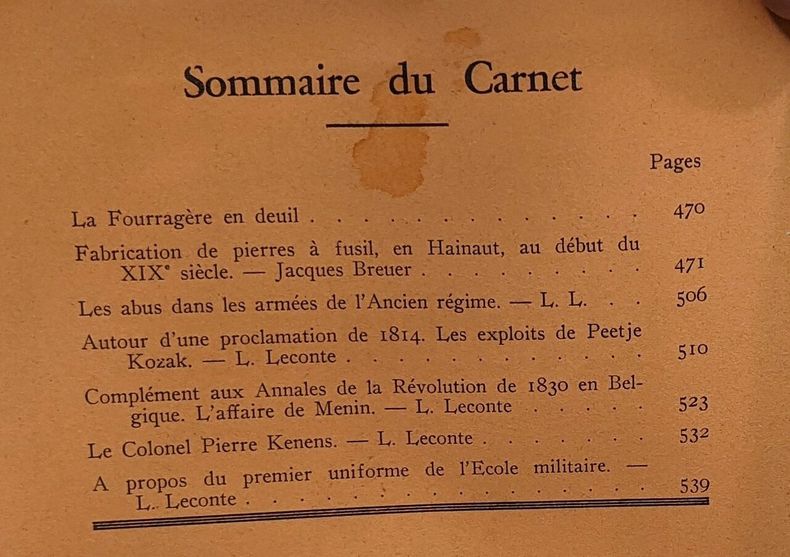 Sommaire du Carnet
Pages
La Fourragère en deuil . . . . . . . . . . . . . 470
Fabrication de pierres à fusil, en Hainaut, au début du
XIXe siècle. — Jacques Breuer . . . . . . . . . 471
Les abus dans les armées de l'Ancien régime. — L. L. . . 506
Autour d'une proclamation de 1814. Les exploits de Peetje
Kozak. — L. Leconte . . . . . . . . . . . . 510
Complément aux Annales de la Révolution de 1830 en Bel-
gique. L'affaire de Menin. — L. Leconte . . . . . 523
Le Colonel Pierre Kenens. — L. Leconte . . . . . . . 532
A propos du premier uniforme de l'Ecole militaire. —
L. Leconte . . . . . . . . . . . . . . . . 539